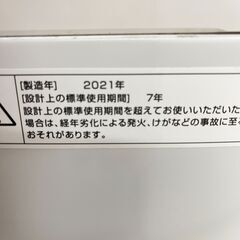 [製造年] 2021年
[設計上の標準使用期間] 7年
設計上の標準使用期間を超えてお使いいただいた
場合は、経年劣化による発火、けがなどの事故に至る
おそれがあります。